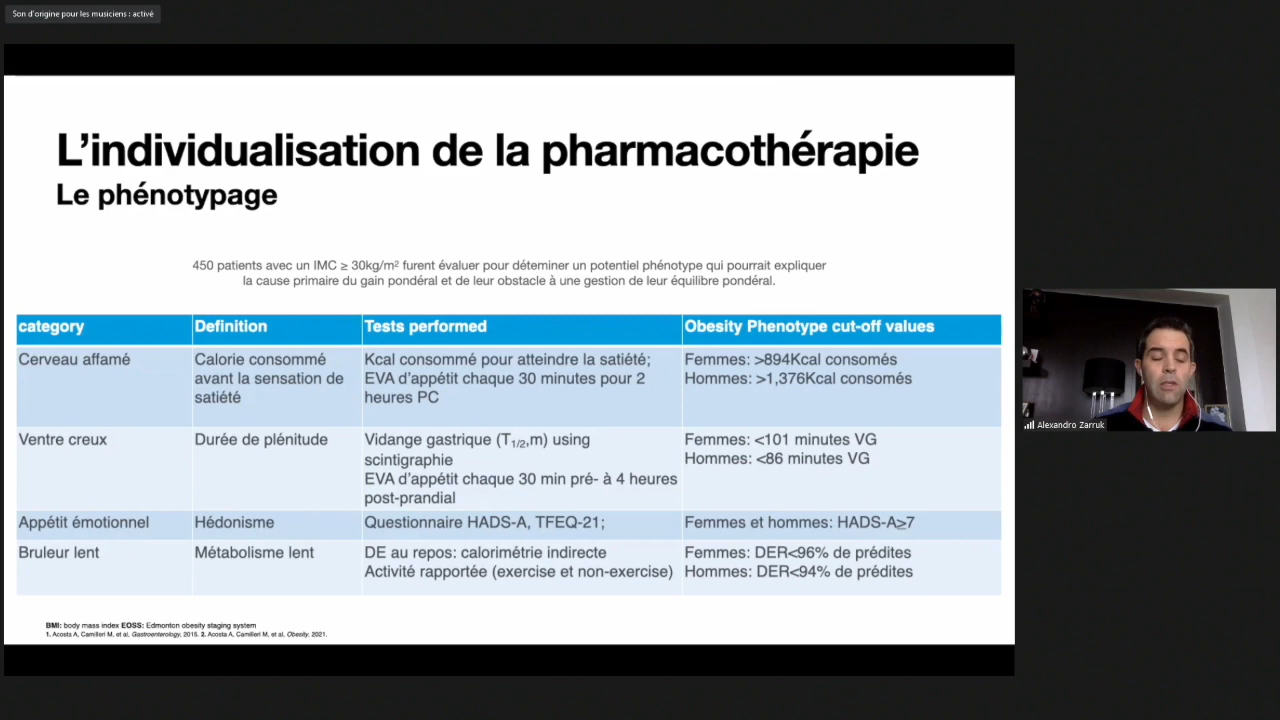 Son d'origine pour les musiciens : activé
L'individualisation de la pharmacothérapie
Le phénotypage
450 patients avec un IMC ≥ 30kg/m² furent évaluer pour déteminer un potentiel phénotype qui pourrait expliquer
la cause primaire du gain pondéral et de leur obstacle à une gestion de leur équilibre pondéral.
category
Definition
Tests performed
Obesity Phenotype cut-off values
Cerveau affamé
Calorie consommé
avant la sensation de
satiété
Kcal consommé pour atteindre la satiété;
EVA d'appétit chaque 30 minutes pour 2
heures PC
Femmes: >894Kcal consomés
Hommes: >1,376Kcal consomés
Ventre creux
Durée de plénitude
Vidange gastrique (T1/2,m) using
scintigraphie
EVA d'appétit chaque 30 min pré- à 4 heures
post-prandial
Femmes: <101 minutes VG
Hommes: <86 minutes VG
Appétit émotionnel
Hédonisme
Questionnaire HADS-A, TFEQ-21;
Femmes et hommes: HADS-A≥7
Bruleur lent
Métabolisme lent
DE au repos: calorimétrie indirecte
Activité rapportée (exercise et non-exercise)
Femmes: DER<96% de prédites
Hommes: DER<94% de prédites
BMI: body mass index EOSS: Edmonton obesity staging system
1. Acosta A, Camilleri M, et al. Gastroenterology, 2015. 2. Acosta A, Camilleri M, et al. Obesity, 2021.
Alexandro Zarruk